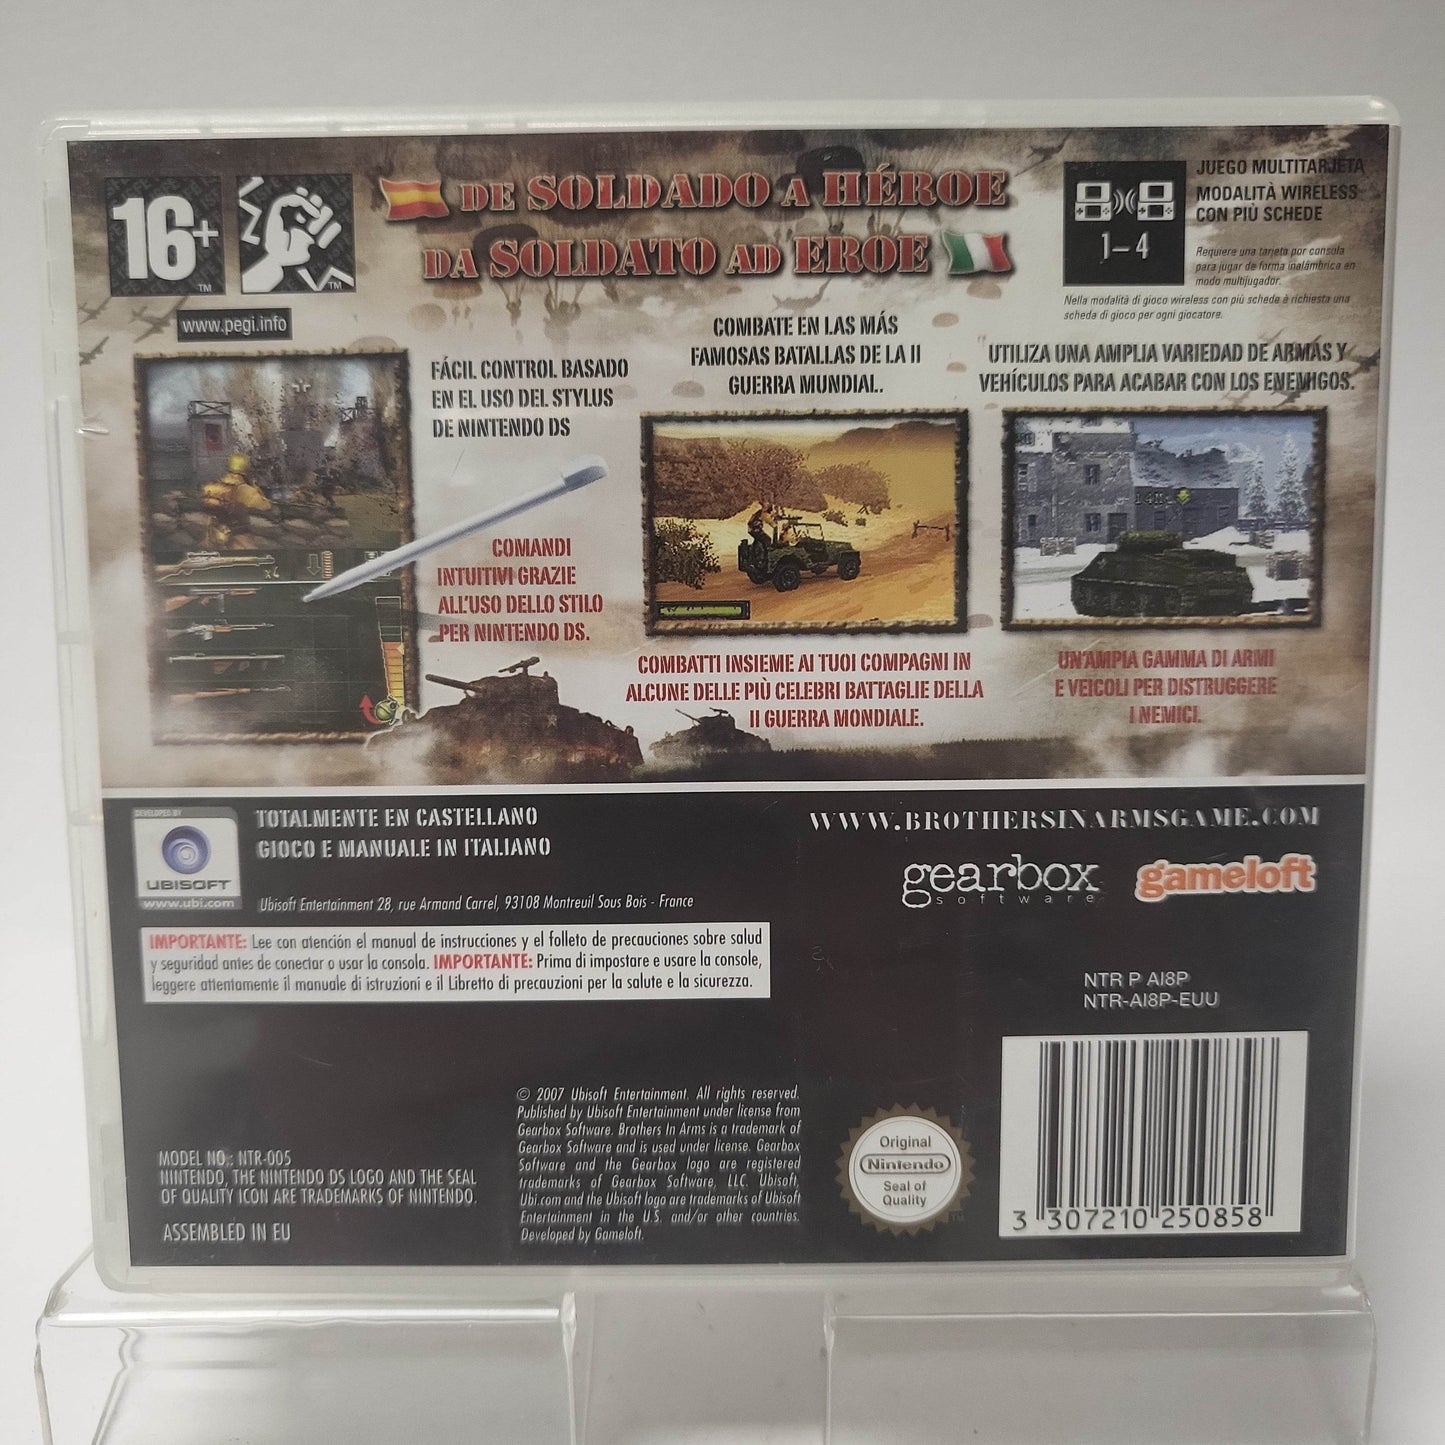 16+
TM
TM
www.pegi.info
DE SOLDADO A HÉROE
DA SOLDATO AD EROE
1-4
JUEGO MULTITARJETA
MODALITÀ WIRELESS
CON PIÙ SCHEDE
Requiere una tarjeta por consola
para jugar de forma inalámbrica en
modo multijugador.
Nella modalità di gioco wireless con più schede è richiesta una
scheda di gioco per ogni giocatore.
FÁCIL CONTROL BASADO
EN EL USO DEL STYLUS
DE NINTENDO DS
COMANDI
INTUITIVI GRAZIE
ALL'USO DELLO STILO
PER NINTENDO DS.
COMBATE EN LAS MÁS
FAMOSAS BATALLAS DE LA II
GUERRA MUNDIAL.
COMBATTI INSIEME AI TUOI COMPAGNI IN
ALCUNE DELLE PIÙ CELEBRI BATTAGLIE DELLA
II GUERRA MONDIALE.
UTILIZA UNA AMPLIA VARIEDAD DE ARMAS Y
VEHÍCULOS PARA ACABAR CON LOS ENEMIGOS.
UN'AMPIA GAMMA DI ARMI
E VEICOLI PER DISTRUGGERE
I NEMICI.
DEVELOPED BY
UBISOFT
www.ubi.com
TOTALMENTE EN CASTELLANO
GIOCO E MANUALE IN ITALIANO
Ubisoft Entertainment 28, rue Armand Carrel, 93108 Montreuil Sous Bois - France
IMPORTANTE: Lee con atención el manual de instrucciones y el folleto de precauciones sobre salud
y seguridad antes de conectar o usar la consola. IMPORTANTE: Prima di impostare e usare la console,
leggere attentamente il manuale di istruzioni e il Libretto di precauzioni per la salute e la sicurezza.
WWW.BROTHERSINARMSGAME.COM
gearbox
software
gameloft
NTR P AI8P
NTR-AI8P-EUU
© 2007 Ubisoft Entertainment. All rights reserved.
Published by Ubisoft Entertainment under license from
Gearbox Software. Brothers In Arms is a trademark of
Gearbox Software and is used under license. Gearbox
Software and the Gearbox logo are registered
trademarks of Gearbox Software, LLC. Ubisoft,
Ubi.com and the Ubisoft logo are trademarks of Ubisoft
Entertainment in the U.S. and/or other countries.
Developed by Gameloft.
MODEL NO.: NTR-005
NINTENDO, THE NINTENDO DS LOGO AND THE SEAL
OF QUALITY ICON ARE TRADEMARKS OF NINTENDO.
ASSEMBLED IN EU
Original
Nintendo
Seal of
Quality
TM
3 307210 250858